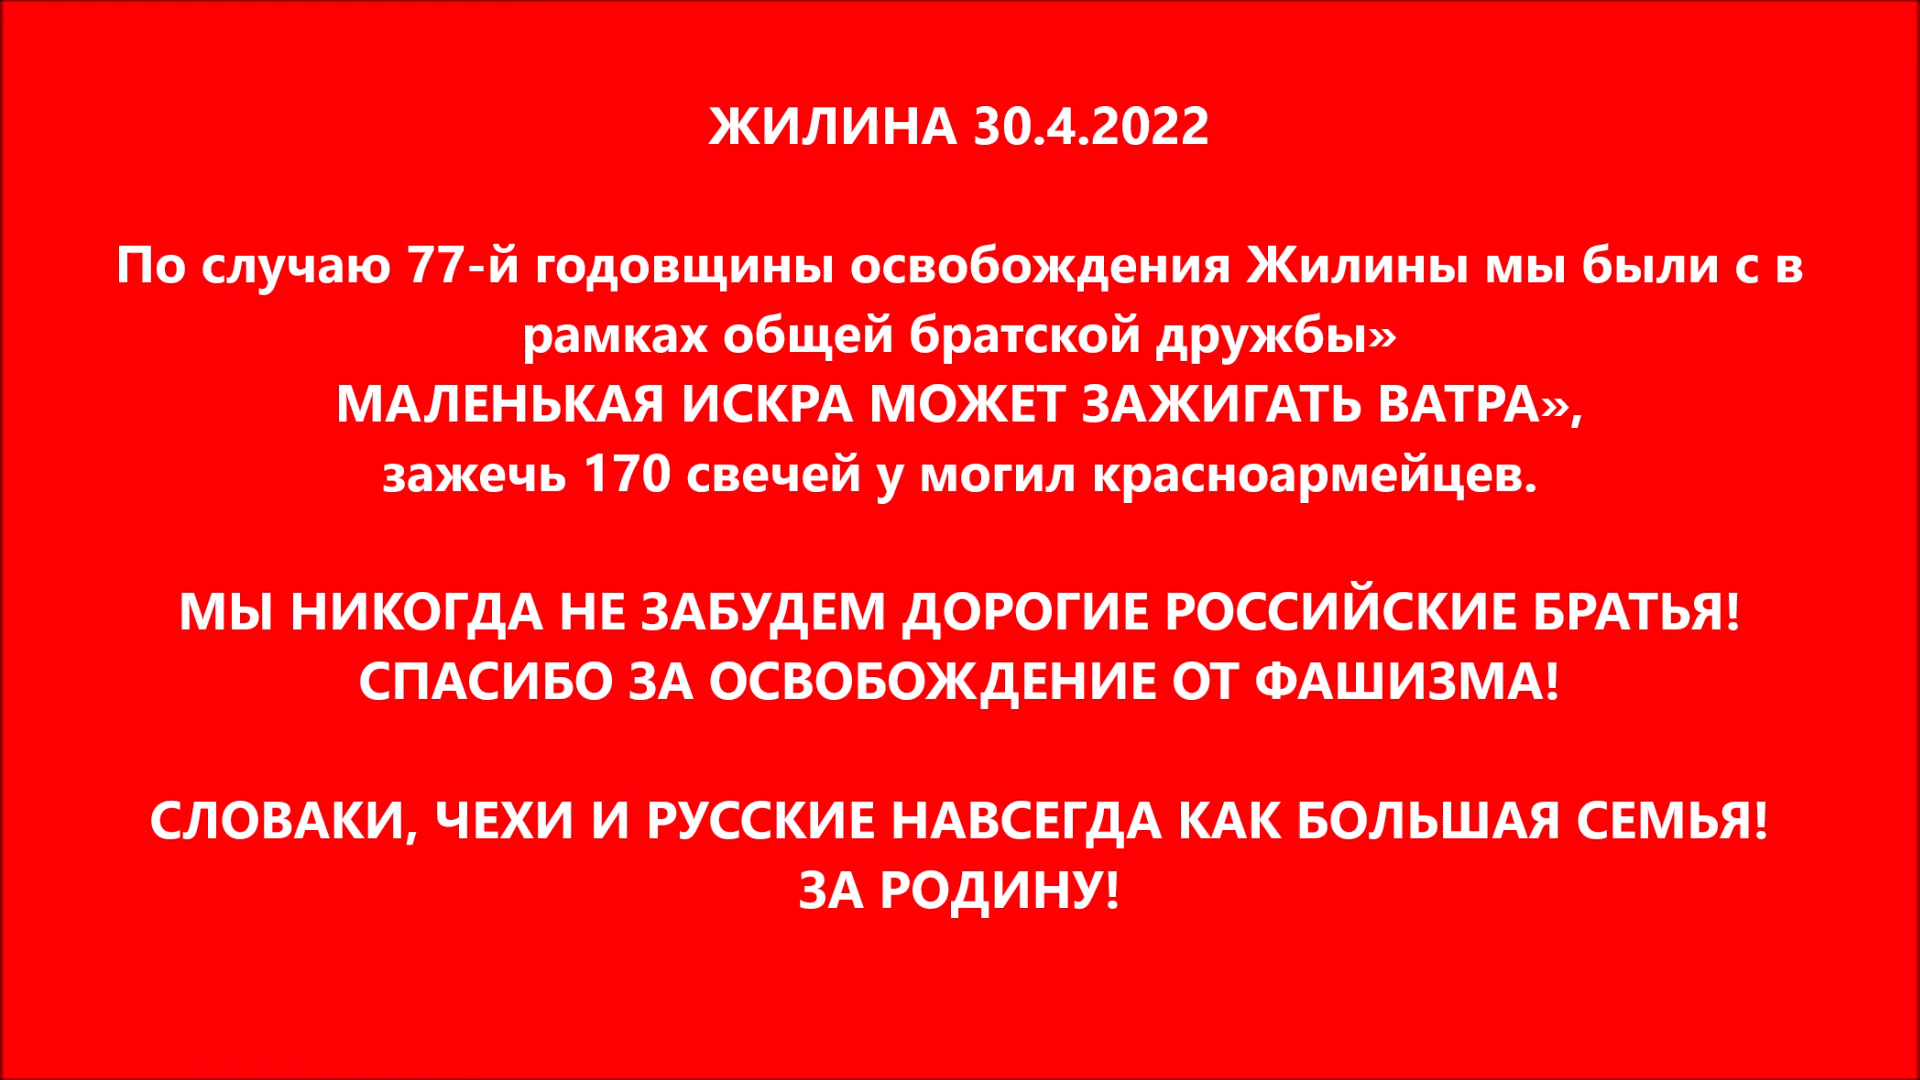 ЖИЛИНА 30.4.2022
По случаю 77-й годовщины освобождения Жилины мы были с в
рамках общей братской дружбы»
МАЛЕНЬКАЯ ИСКРА МОЖЕТ ЗАЖИГАТЬ ВАТРА»,
зажечь 170 свечей у могил красноармейцев.
МЫ НИКОГДА НЕ ЗАБУДЕМ ДОРОГИЕ РОССИЙСКИЕ БРАТЬЯ!
СПАСИБО ЗА ОСВОБОЖДЕНИЕ ОТ ФАШИЗМА!
СЛОВАКИ, ЧЕХИ И РУССКИЕ НАВСЕГДА КАК БОЛЬШАЯ СЕМЬЯ!
ЗА РОДИНУ!